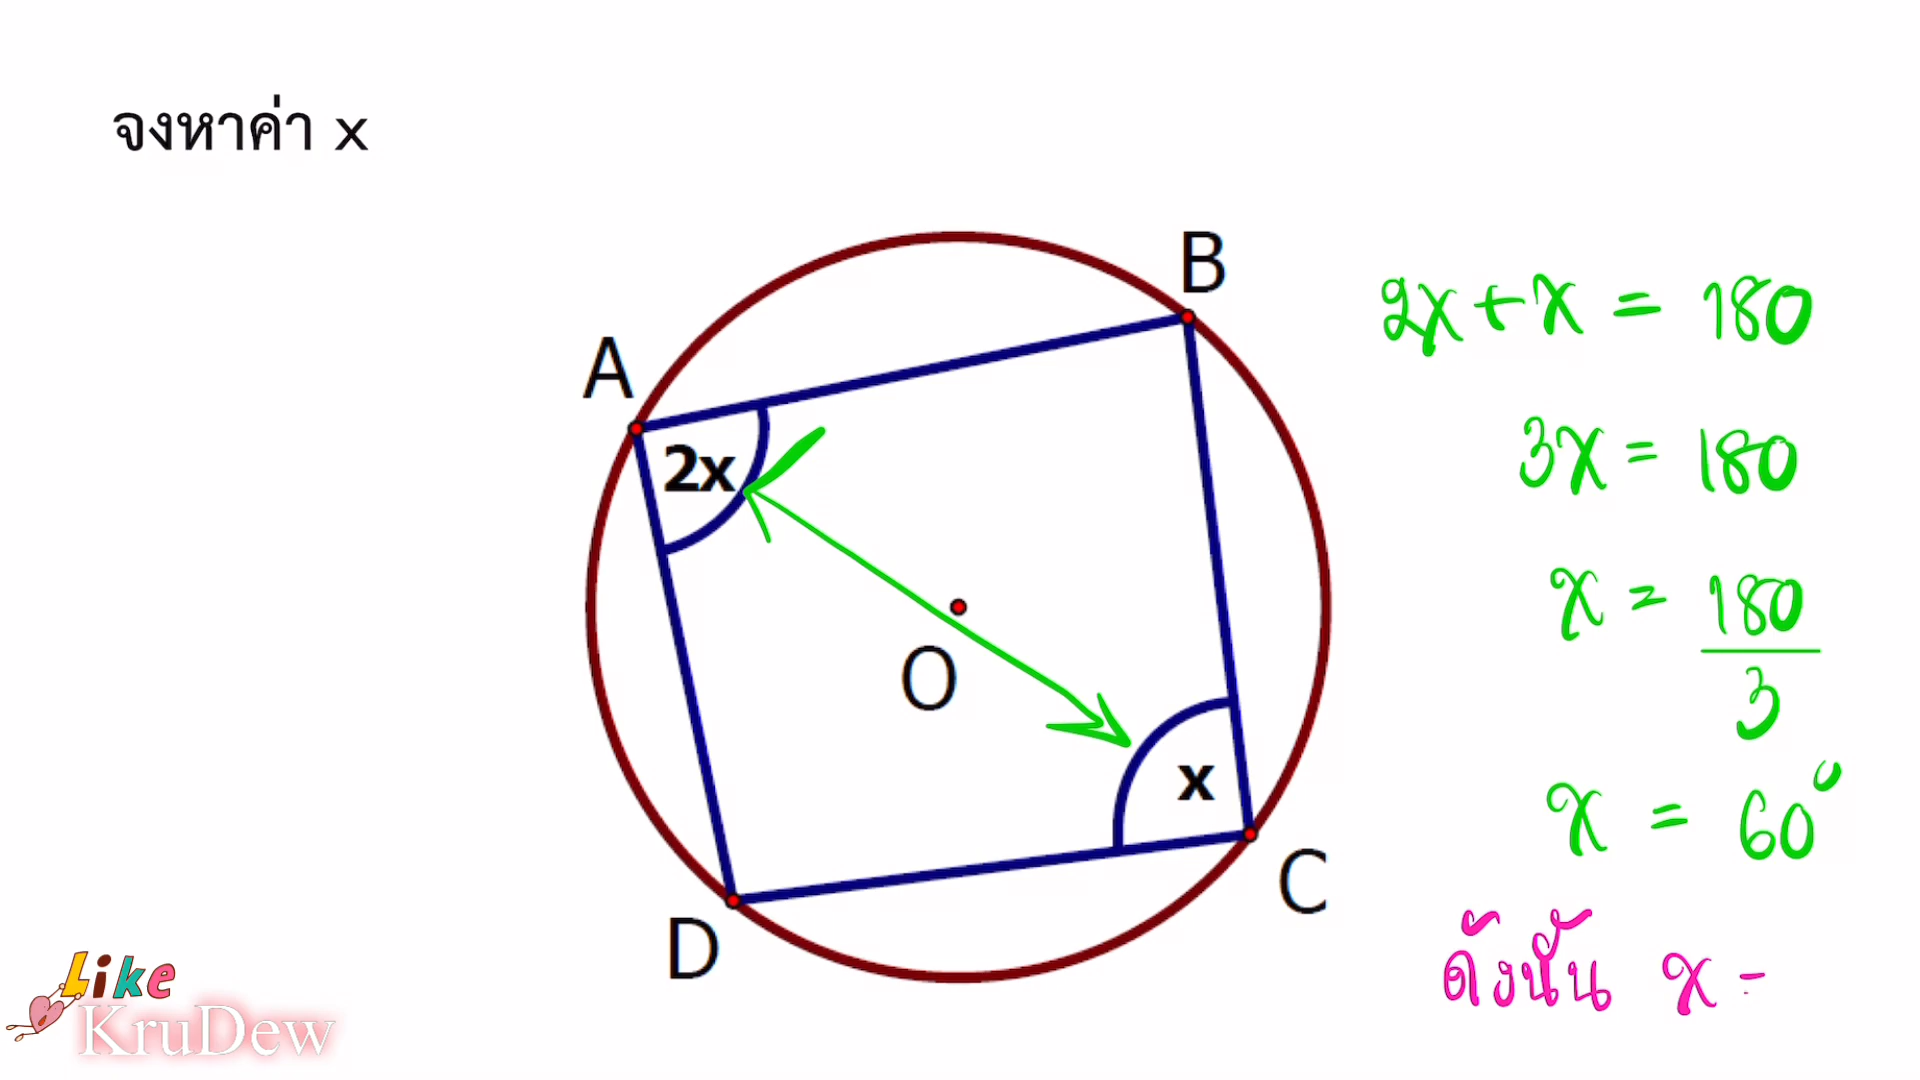 จงหาค่า x
A
B
2x
O
x
C
D
2x + x = 180
3x = 180
x = 180
3
x = 60°
ดังนั้น x =
Like
KruDew